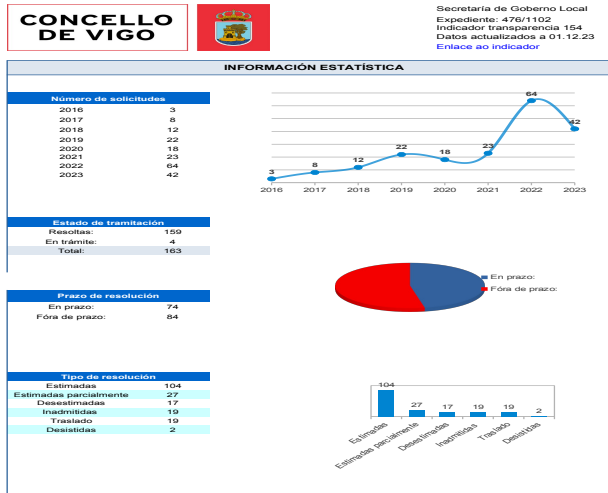 CONCELLO
DE VIGO
Secretaría de Goberno Local
Expediente: 476/1102
Indicador transparencia 154
Datos actualizados a 01.12.23
Enlace ao indicador
INFORMACIÓN ESTATÍSTICA
Número de solicitudes
2016 3
2017 8
2018 12
2019 22
2020 18
2021 23
2022 64
2023 42
3 8 12 22 18 23 64 42
2016 2017 2018 2019 2020 2021 2022 2023
Estado de tramitación
Resoltas: 159
En trámite: 4
Total: 163
En prazo:
Fóra de prazo:
Prazo de resolución
En prazo: 74
Fóra de prazo: 84
Tipo de resolución
Estimadas 104
Estimadas parcialmente 27
Desestimadas 17
Inadmitidas 19
Traslado 19
Desistidas 2
104 27 17 19 19 2
Estimadas
Estimadas parcialmente
Desestimadas
Inadmitidas
Traslado
Desistidas